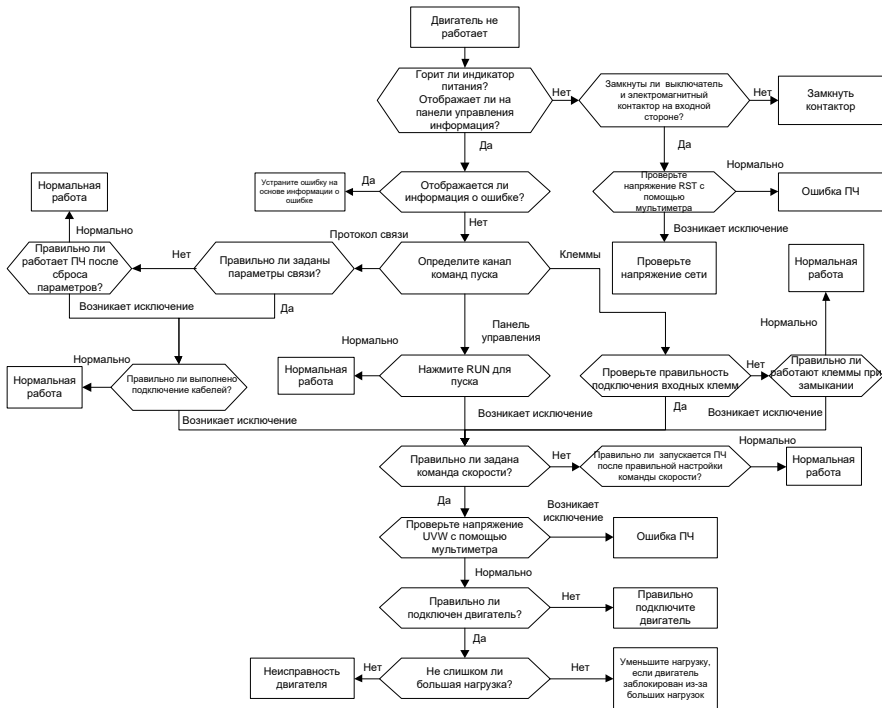 Двигатель не
работает
Горит ли индикатор
питания?
Отображает ли на
панели управления
информация?
Нет
Замкнуты ли выключатель
и электромагнитный
контактор на входной
стороне?
Нет
Замкнуть
контактор
Да
Да
Устраните ошибку на
основе информации о
ошибке
Да
Отображается ли
информация о ошибке?
Проверьте
напряжение RST с
помощью
мультиметра
Нормально
Ошибка ПЧ
Нормальная
работа
Нормально
Нет
Возникает исключение
Проверьте
напряжение сети
Правильно ли
работает ПЧ после
сброса
параметров?
Нет
Правильно ли заданы
параметры связи?
Протокол связи
Определите канал
команд пуска
Клеммы
Нормальная
работа
Возникает исключение
Да
Панель
управления
Нормально
Нормально
Нормальная
работа
Правильно ли выполнено
подключение кабелей?
Нормально
Нормальная
работа
Нажмите RUN для
пуска
Проверьте правильность
подключения входных клемм
Нет
Правильно ли
работают клеммы при
замыкании
Возникает исключение
Возникает исключение
Да
Возникает исключение
Правильно ли задана
команда скорости?
Нет
Правильно ли запускается ПЧ
после правильной настройки
команды скорости?
Нормально
Нормальная
работа
Да
Проверьте напряжение
UVW с помощью
мультиметра
Возникает
исключение
Ошибка ПЧ
Нормально
Правильно ли
подключен двигатель?
Нет
Правильно
подключите
двигатель
Да
Неисправность
двигателя
Нет
Не слишком ли
большая нагрузка?
Нет
Уменьшите нагрузку,
если двигатель
заблокирован из-за
больших нагрузок